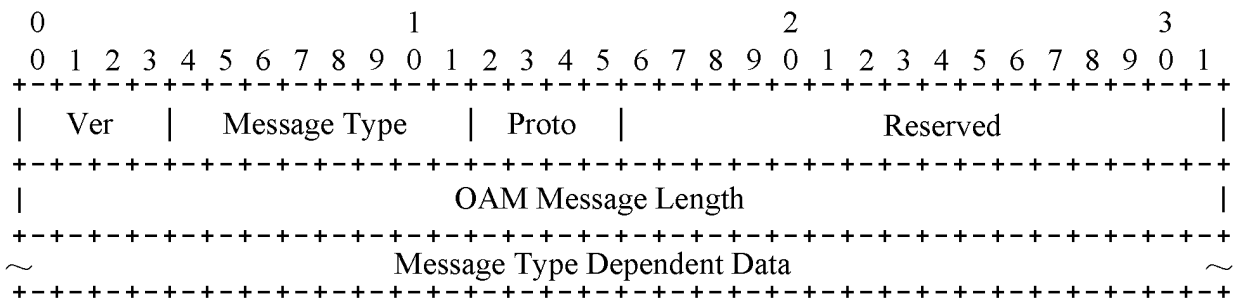 0 1 2 3
0 1 2 3 4 5 6 7 8 9 0 1 2 3 4 5 6 7 8 9 0 1 2 3 4 5 6 7 8 9 0 1
+-+-+-+-+-+-+-+-+-+-+-+-+-+-+-+-+-+-+-+-+-+-+-+-+-+-+-+-+-+-+-+-+
| Ver | Message Type | Proto | Reserved |
+-+-+-+-+-+-+-+-+-+-+-+-+-+-+-+-+-+-+-+-+-+-+-+-+-+-+-+-+-+-+-+-+
| OAM Message Length |
+-+-+-+-+-+-+-+-+-+-+-+-+-+-+-+-+-+-+-+-+-+-+-+-+-+-+-+-+-+-+-+-+
~ Message Type Dependent Data ~
+-+-+-+-+-+-+-+-+-+-+-+-+-+-+-+-+-+-+-+-+-+-+-+-+-+-+-+-+-+-+-+-+